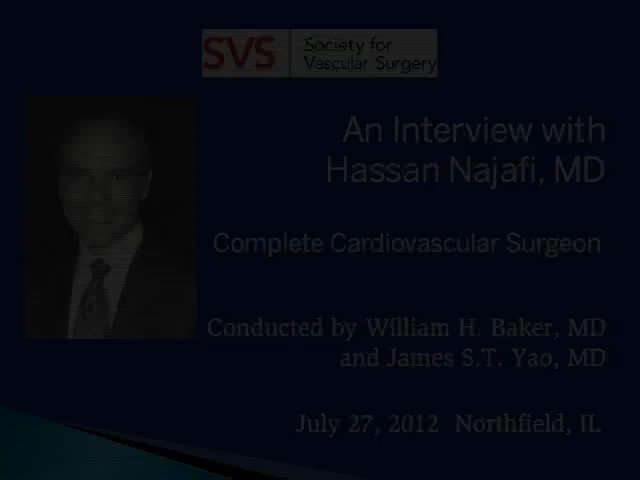 SVS
Society for
Vascular Surgery
An Interview with
Hassan Najafi, MD
Complete Cardiovascular Surgeon
Conducted by William H. Baker, MD
and James S.T. Yao, MD
July 27, 2012 Northfield, IL